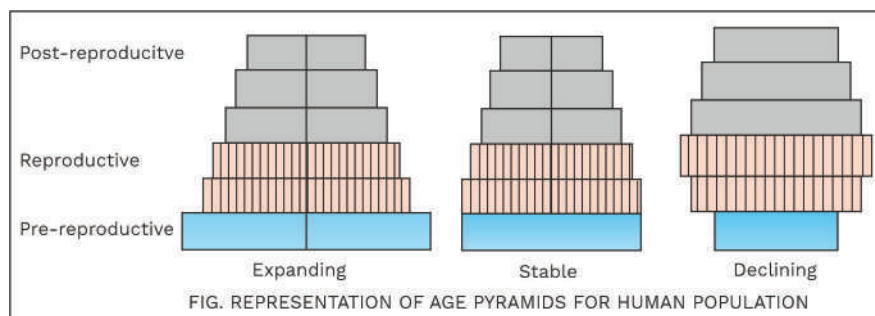 Post-reproducitve
Reproductive
Pre-reproductive
Expanding
Stable
Declining
FIG. REPRESENTATION OF AGE PYRAMIDS FOR HUMAN POPULATION